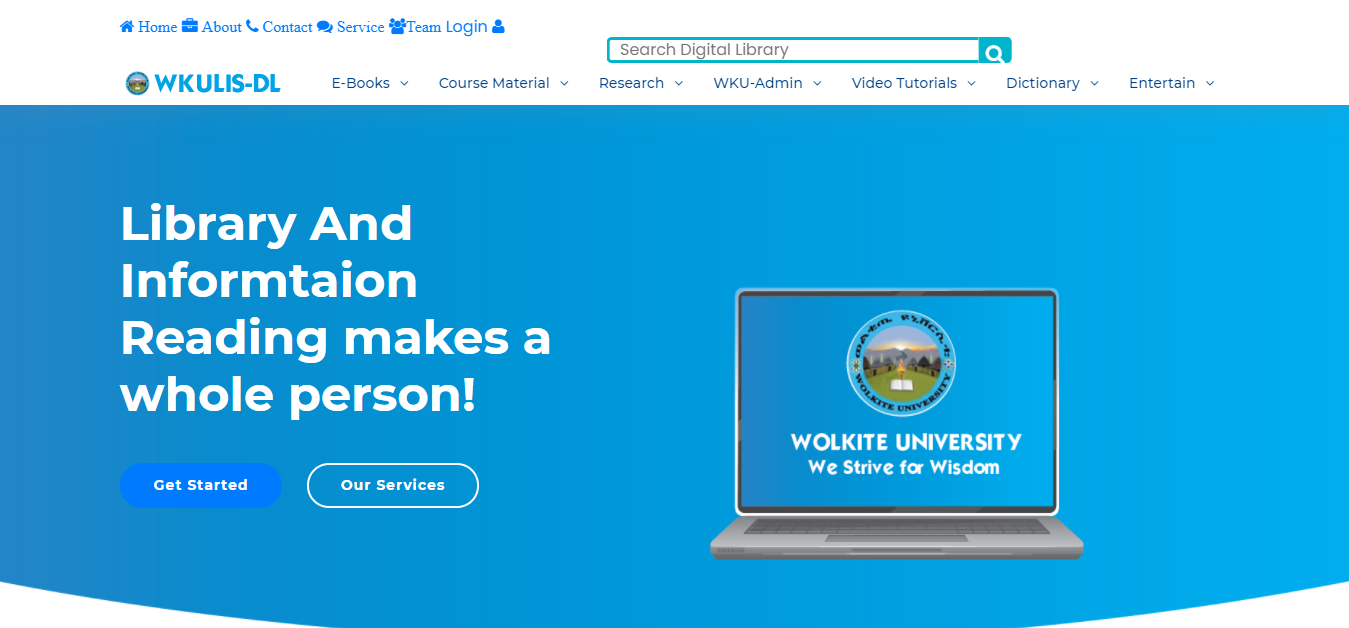 Home About Contact Service Team Login
Search Digital Library
WKULIS-DL E-Books Course Material Research WKU-Admin Video Tutorials Dictionary Entertain
Library And
Informtaion
Reading makes a
whole person!
Get Started Our Services
ወልቂጤ ዩኒቨርሲቲ
WOLKITE UNIVERSITY
WOLKITE UNIVERSITY
We Strive for Wisdom